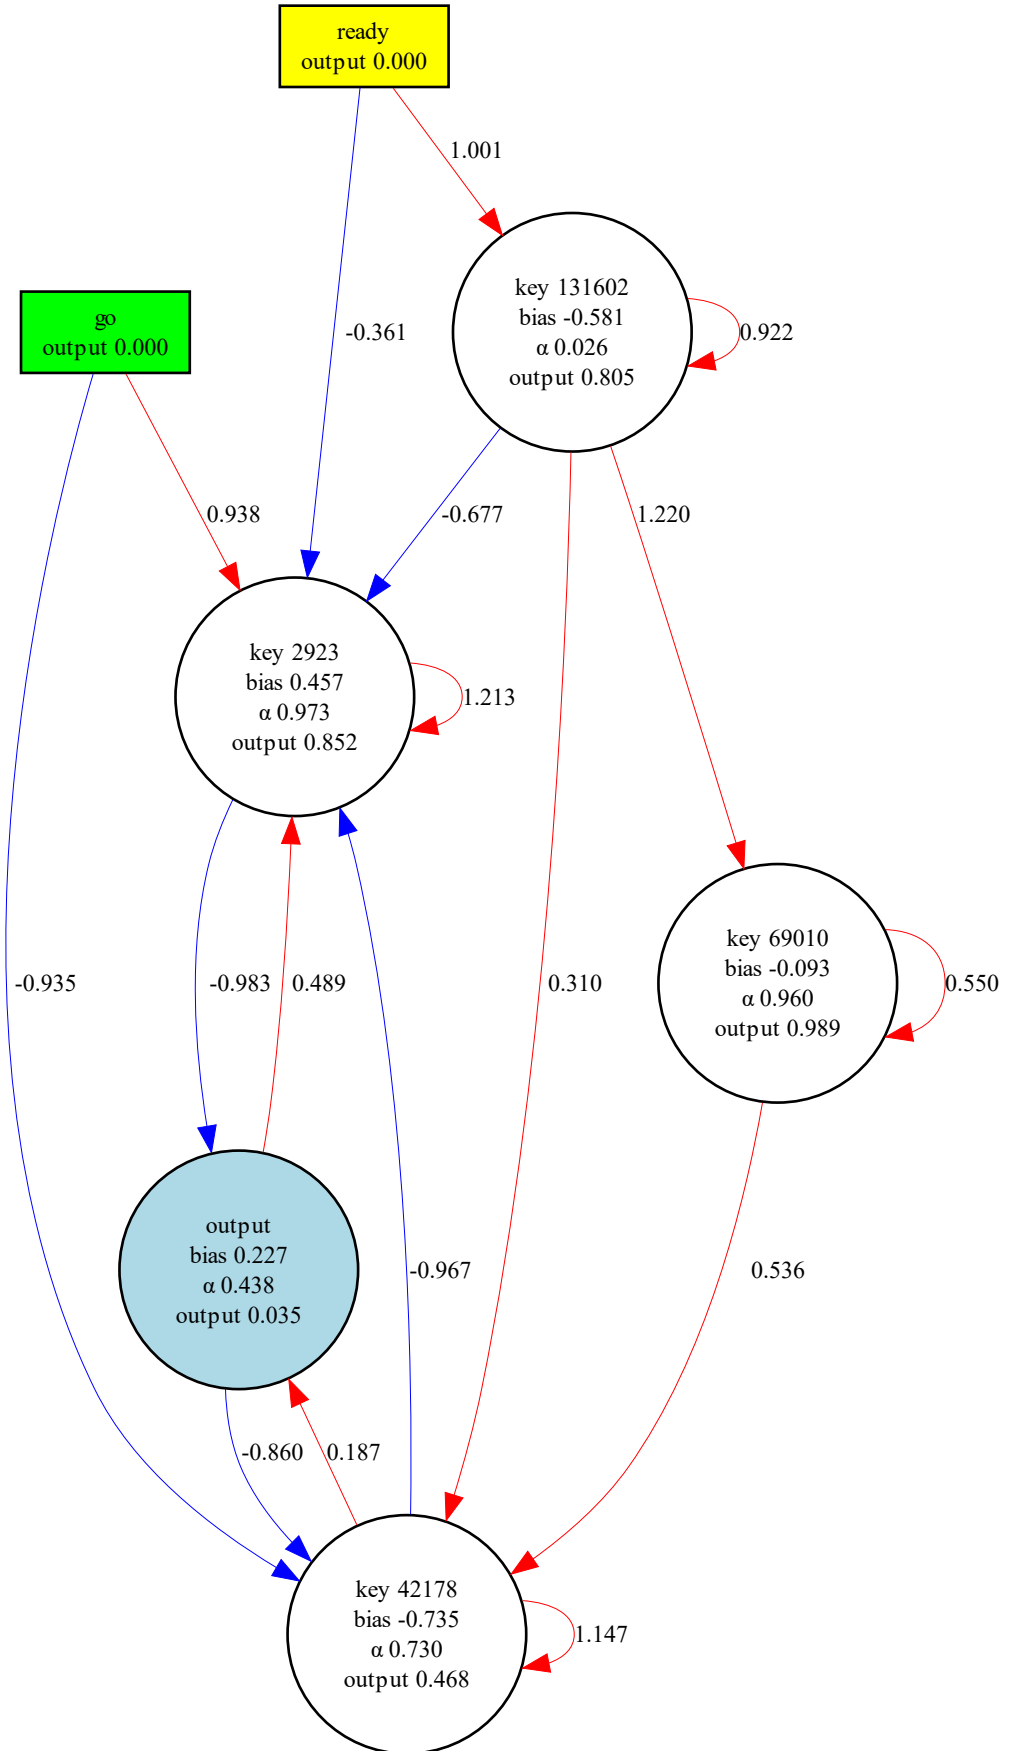 ready
output 0.000
1.001
key 131602
bias -0.581
α 0.026
output 0.805
0.922
go
output 0.000
-0.361
0.938
-0.677
1.220
key 2923
bias 0.457
α 0.973
output 0.852
1.213
key 69010
bias -0.093
α 0.960
output 0.989
0.550
-0.935
-0.983
0.489
0.310
output
bias 0.227
α 0.438
output 0.035
-0.967
0.536
-0.860
0.187
key 42178
bias -0.735
α 0.730
output 0.468
1.147